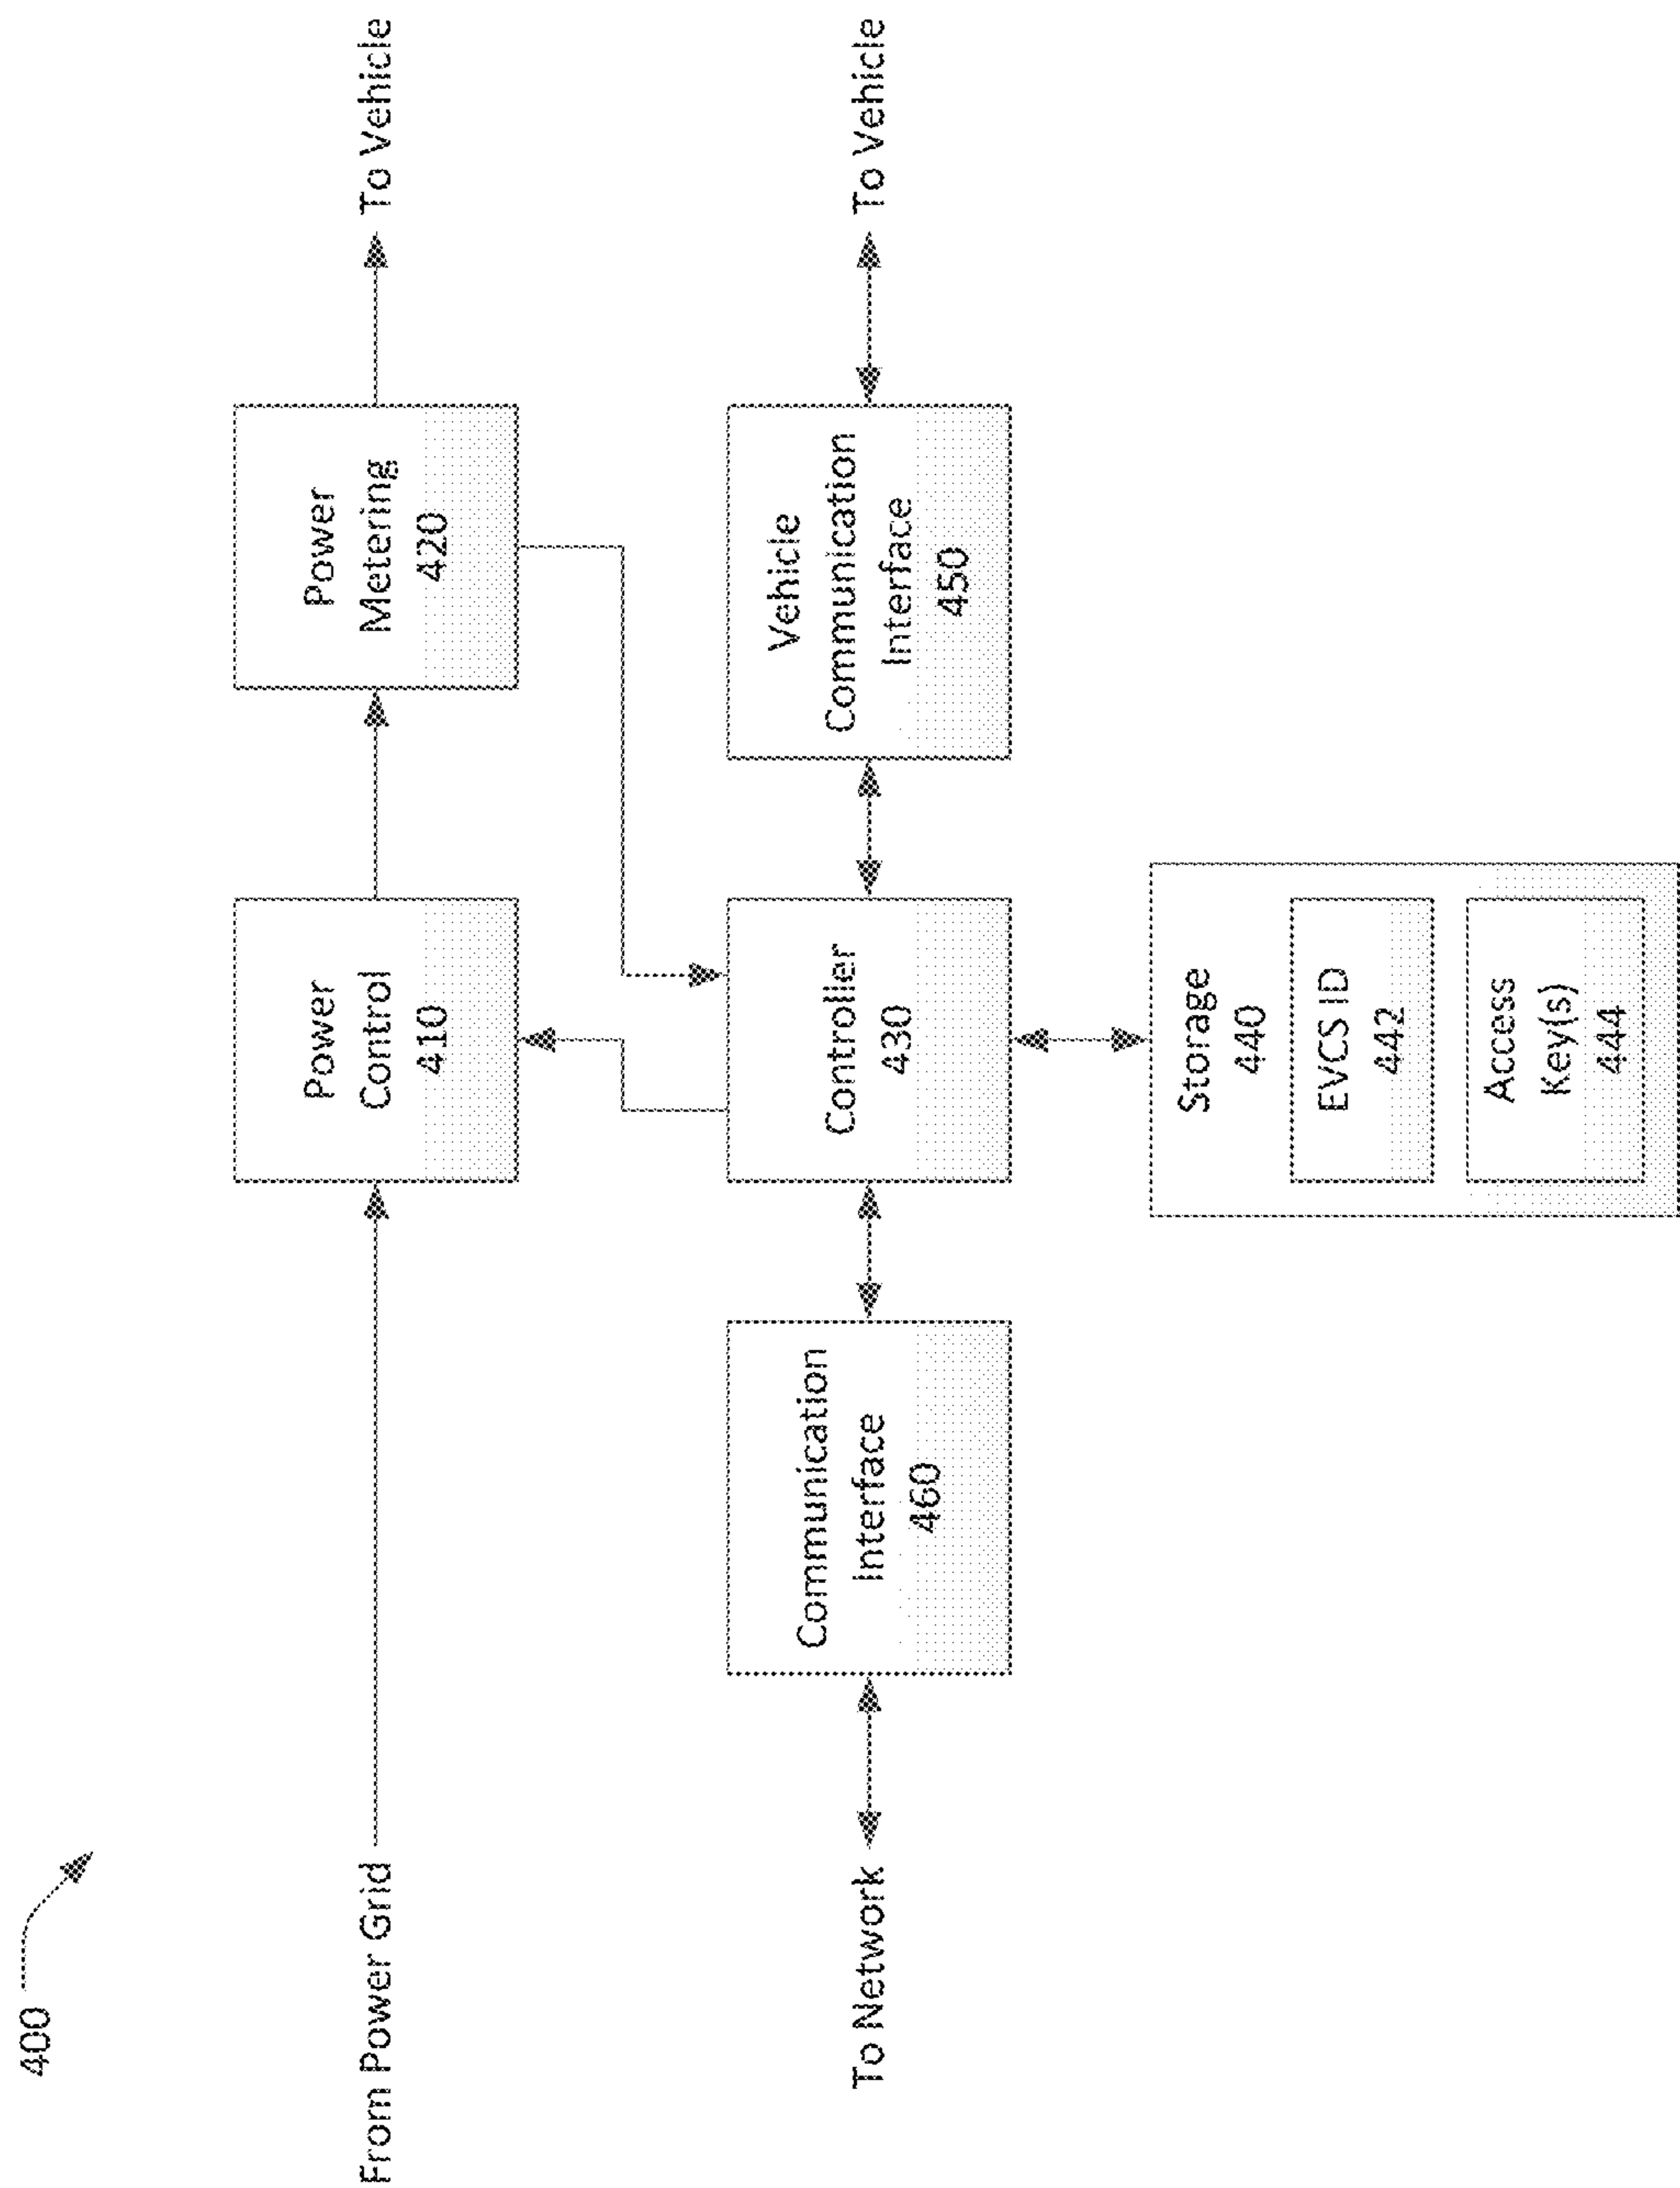 400
From Power Grid
Power
Control
410
Power
Metering
420
To Vehicle
To Network
Communication
Interface
460
Controller
430
Vehicle
Communication
Interface
450
To Vehicle
Storage
440
EVCS ID
442
Access
Key(s)
444